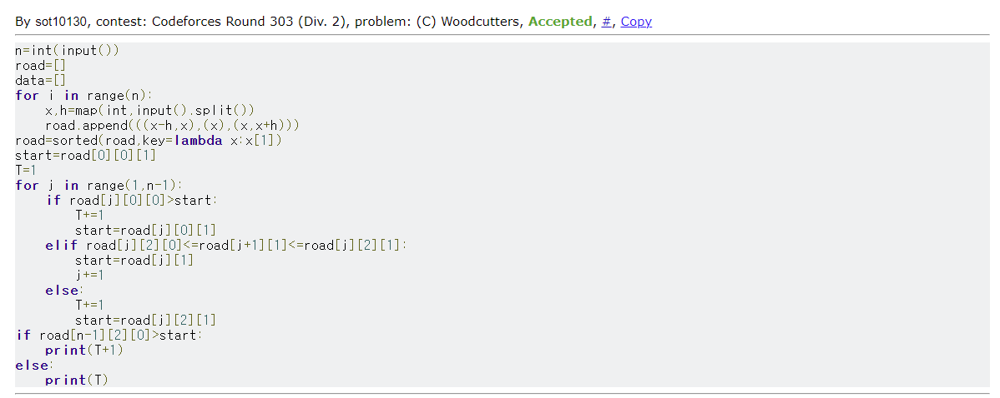 By sot10130, contest: Codeforces Round 303 (Div. 2), problem: (C) Woodcutters, Accepted, #, Copy
n=int(input())
road=[]
data=[]
for i in range(n):
    x,h=map(int,input().split())
    road.append(((x-h,x),(x),(x,x+h)))
road=sorted(road,key=lambda x:x[1])
start=road[0][0][1]
T=1
for j in range(1,n-1):
    if road[j][0][0]>start:
        T+=1
        start=road[j][0][1]
    elif road[j][2][0]<=road[j+1][1]<=road[j][2][1]:
        start=road[j][1]
        j+=1
    else:
        T+=1
        start=road[j][2][1]
if road[n-1][2][0]>start:
    print(T+1)
else:
    print(T)